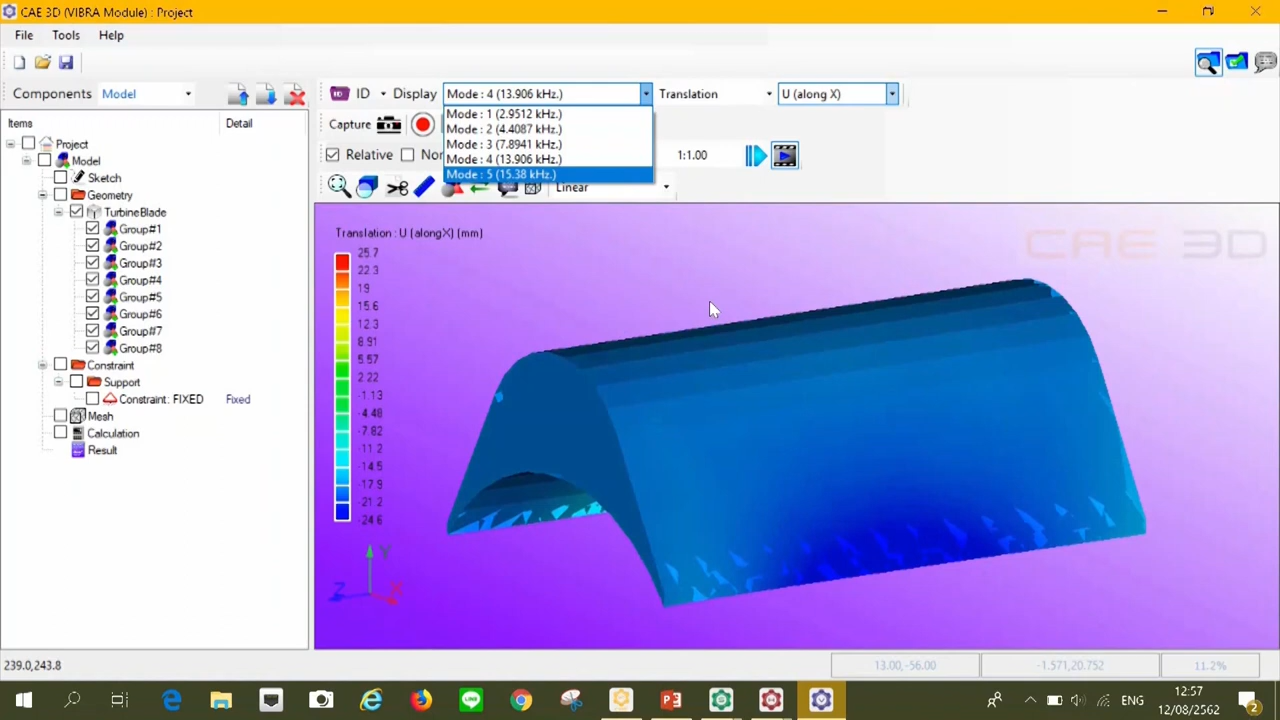 CAE 3D (VIBRA Module) : Project
File Tools Help
Components Model
ID Display Mode : 4 (13.906 kHz.) Translation U (along X)
Mode : 1 (2.9512 kHz.)
Mode : 2 (4.4087 kHz.)
Mode : 3 (7.8941 kHz.)
Mode : 4 (13.906 kHz.)
Mode : 5 (15.38 kHz.)
Capture
Relative Nor 1:1.00
Linear
Items Detail
Project
Model
Sketch
Geometry
TurbineBlade
Group#1
Group#2
Group#3
Group#4
Group#5
Group#6
Group#7
Group#8
Constraint
Support
Constraint: FIXED Fixed
Mesh
Calculation
Result
Translation : U (alongX) (mm)
25.7
22.3
19
15.6
12.3
8.91
5.57
2.22
-1.13
-4.48
-7.82
-11.2
-14.5
-17.9
-21.2
-24.6
CAE 3D
Y
Z X
239.0,243.8 13.00,-56.00 -1.571,20.752 11.2%
LINE
ENG
12:57
12/08/2562
2